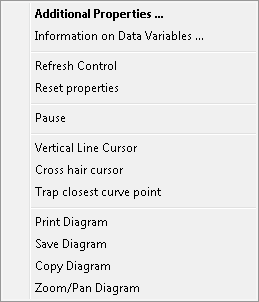 Additional Properties ...
Information on Data Variables ...
Refresh Control
Reset properties
Pause
Vertical Line Cursor
Cross hair cursor
Trap closest curve point
Print Diagram
Save Diagram
Copy Diagram
Zoom/Pan Diagram